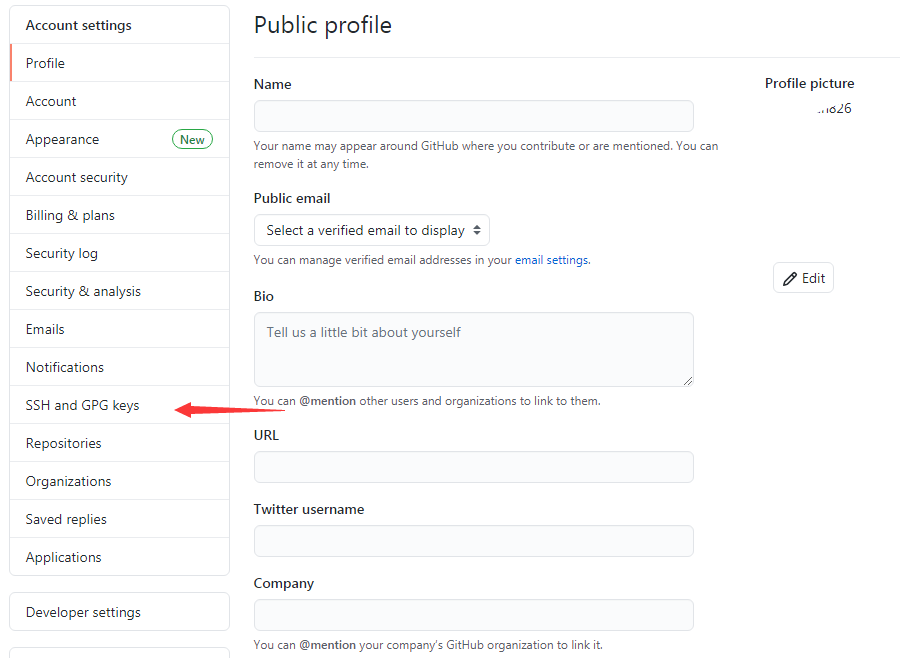 Account settings
Profile
Account
Appearance New
Account security
Billing & plans
Security log
Security & analysis
Emails
Notifications
SSH and GPG keys
Repositories
Organizations
Saved replies
Applications
Developer settings
Public profile
Name
Your name may appear around GitHub where you contribute or are mentioned. You can
remove it at any time.
Public email
Select a verified email to display
You can manage verified email addresses in your email settings.
Bio
Tell us a little bit about yourself
You can @mention other users and organizations to link to them.
URL
Twitter username
Company
You can @mention your company's GitHub organization to link it.
Profile picture
Edit